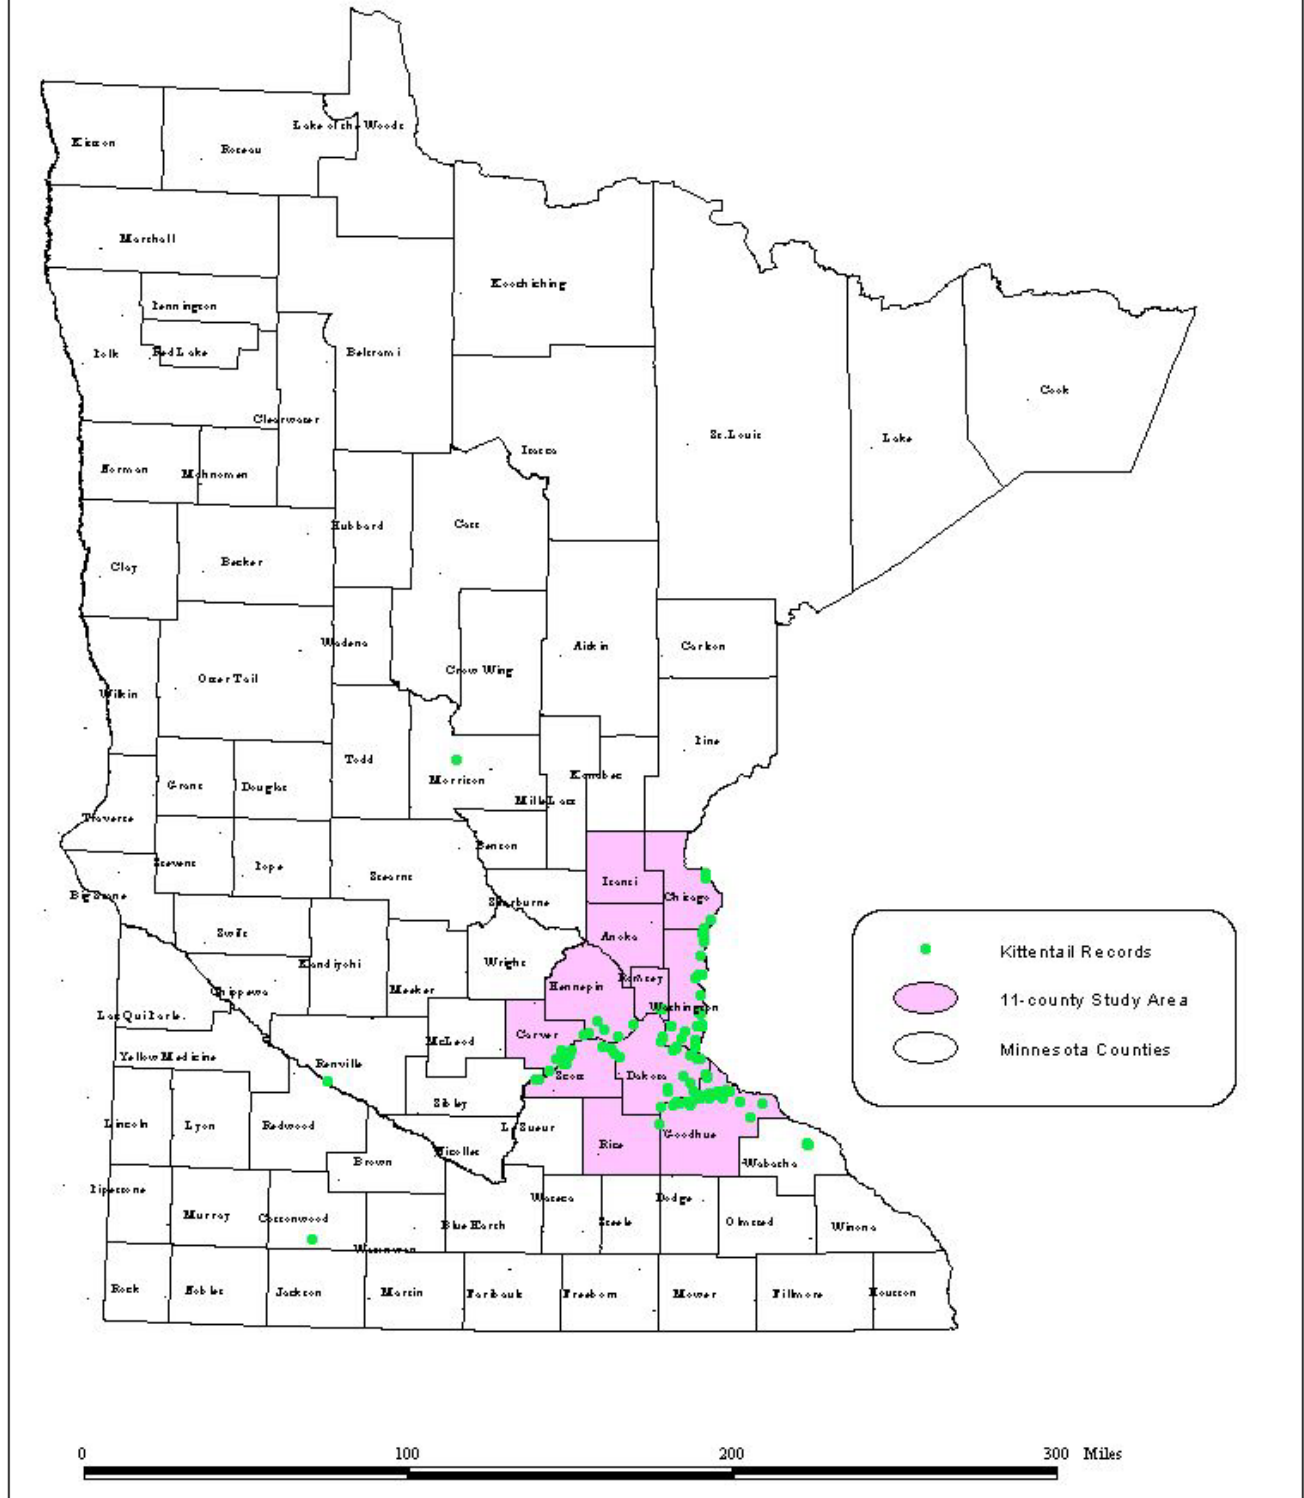 Lake of the Woods
Kittson
Roseau
Marshall
Koochiching
Pennington
Polk
Red Lake
Beltrami
Cook
Clearwater
St. Louis
Lake
Itasca
Norman
Mahnomen
Hubbard
Cass
Clay
Becker
Wadena
Aitkin
Carlton
Crow Wing
Otter Tail
Wilkin
Pine
Todd
Morrison
Kanabec
Grant
Douglas
Mille Lacs
Traverse
Benton
Stevens
Pope
Stearns
Isanti
Chisago
Big Stone
Sherburne
Swift
Anoka
Kandiyohi
Wright
Ramsey
Meeker
Hennepin
Chippewa
Washington
Lac Qui Parle
Carver
McLeod
Yellow Medicine
Renville
Scott
Dakota
Sibley
Lincoln
Lyon
Redwood
Le Sueur
Rice
Goodhue
Nicollet
Brown
Wabasha
Pipestone
Waseca
Dodge
Murray
Cottonwood
Blue Earth
Steele
Olmsted
Winona
Watonwan
Rock
Nobles
Jackson
Martin
Faribault
Freeborn
Mower
Fillmore
Houston
Kittentail Records
11-county Study Area
Minnesota Counties
0 100 200 300 Miles